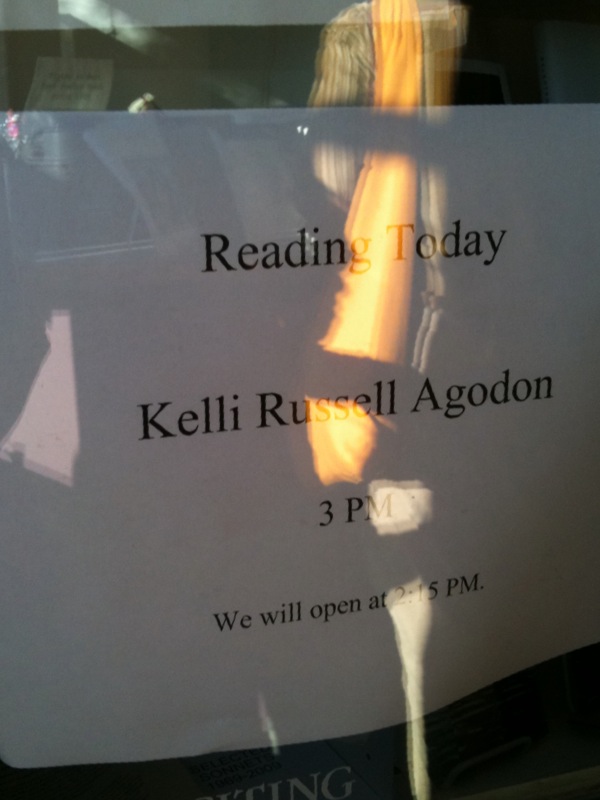 Reading Today
Kelli Russell Agodon
3 PM
We will open at 2:15 PM.